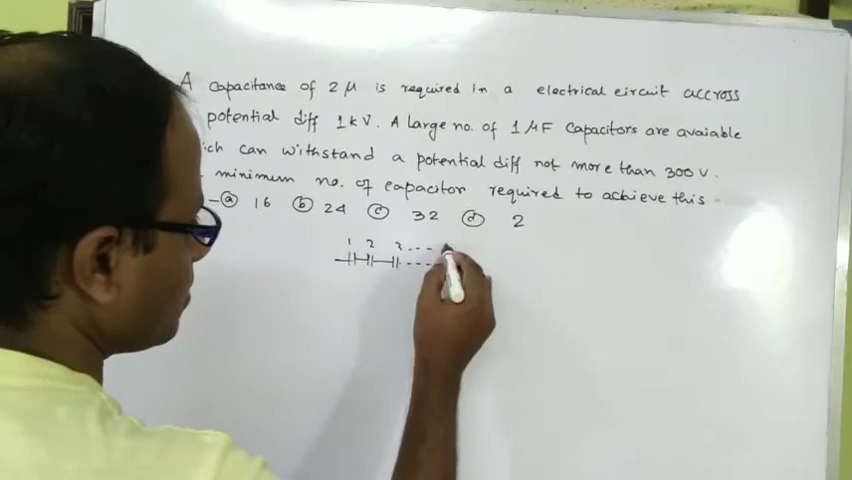 A capacitance of 2 μ is required in a electrical circuit accross
potential diff 1kV. A large no. of 1 μF capacitors are avaiable
ich can withstand a potential diff not more than 300 v.
minimum no. of capacitor required to achieve this -
- (a) 16 (b) 24 (c) 32 (d) 2
1 2 3 ----